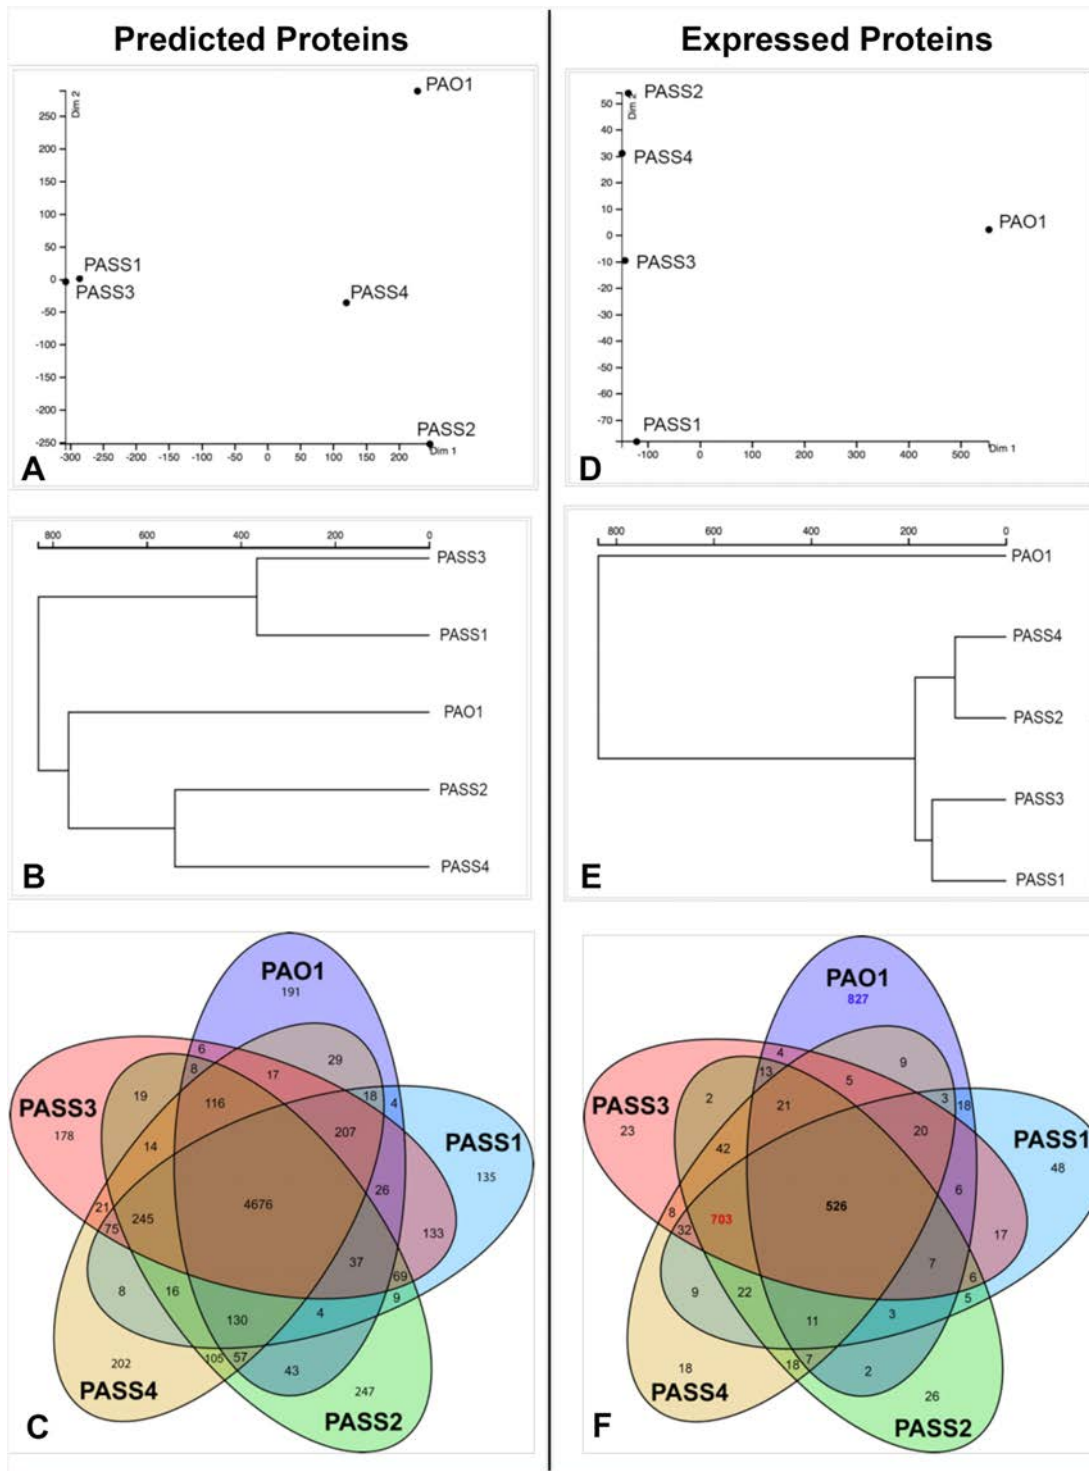 Predicted Proteins
Expressed Proteins
Dim 2
PAO1
250
200
150
100
50
0
-50
-100
-150
-200
-250
PASS1
PASS3
PASS4
PASS2
-300 -200 -150 -100 -50 0 50 100 150 200
Dim 1
A
Dim 2
50
40
30
20
10
0
-10
-20
-30
-40
-50
-60
-70
PASS2
PASS4
PAO1
PASS3
PASS1
-100 0 100 200 300 400 500
Dim 1
D
800 600 400 200 0
PASS3
PASS1
PAO1
PASS2
PASS4
B
800 600 400 200 0
PAO1
PASS4
PASS2
PASS3
PASS1
E
PAO1
191
6
8
17
29
18
4
19
116
207
PASS3
178
PASS1
135
14
26
21
245
4676
133
75
37
69
9
8
16
130
4
105
57
43
202
PASS4
247
PASS2
C
PAO1
827
4
13
5
9
3
18
2
21
20
PASS3
23
PASS1
48
42
6
8
703
526
17
32
7
6
5
9
22
11
3
18
7
2
18
PASS4
26
PASS2
F